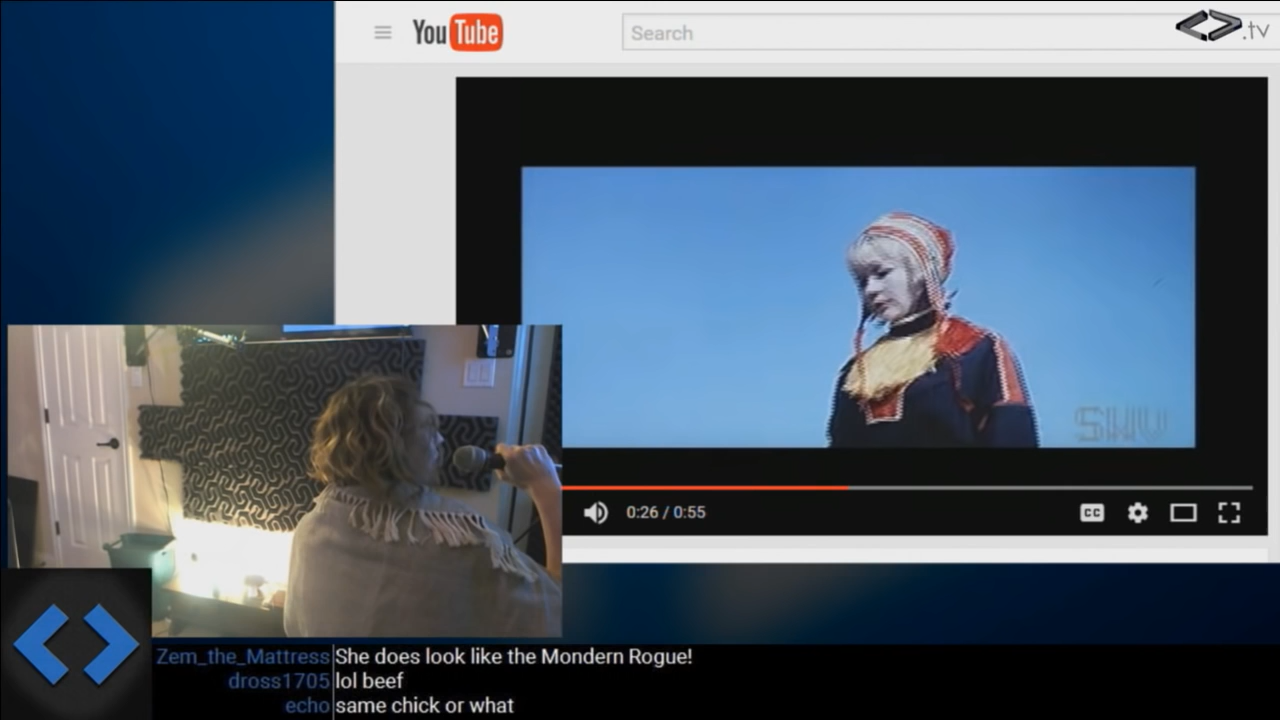 YouTube
Search
.tv
SWV
0:26 / 0:55
CC
Zem_the_Mattress She does look like the Mondern Rogue!
dross1705 lol beef
echo same chick or what